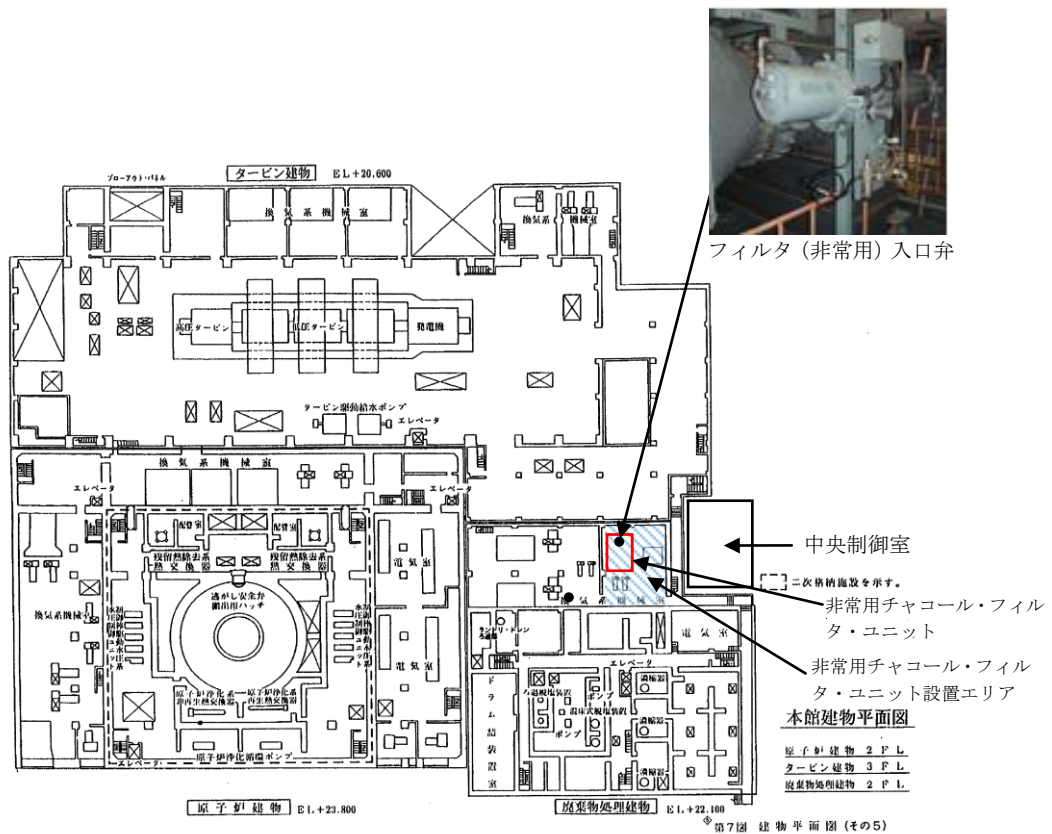 ブローアウト・パネル
タービン建物 EL+20.600
換気系機械室
換気系 機械室
フィルタ（非常用）入口弁
高圧タービン
低圧タービン
発電機
タービン駆動給水ポンプ
エレベータ
換気系機械室
エレベータ
エレベータ
配管室
配管室
残留熱除去系
熱交換器
残留熱除去系
熱交換器
逃がし安全弁
搬出用ハッチ
換気系機械室
電気室
電気室
原子炉浄化系
非再生熱交換器
原子炉浄化系
再生熱交換器
原子炉浄化循環ポンプ
エレベータ
原子炉建物 EL+23.800
中央制御室
二次格納施設を示す。
換気系機械室
非常用チャコール・フィル
タ・ユニット
非常用チャコール・フィル
タ・ユニット設置エリア
ランドリ・ドレン
ろ過器
電気室
エレベータ
ドラム詰装置室
ろ過脱塩装置
ポンプ
混床式脱塩装置
ポンプ
濃縮器
濃縮器
濃縮器
廃棄物処理建物 EL+22.100
本館建物平面図
原子炉建物 2FL
タービン建物 3FL
廃棄物処理建物 2FL
第7図 建物平面図（その5）